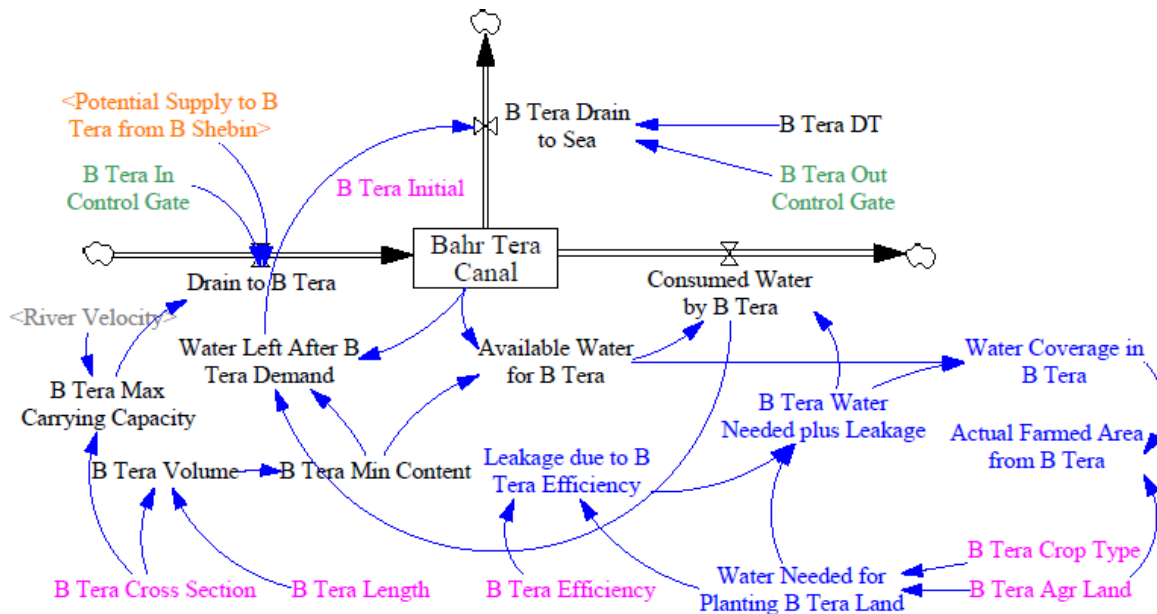 <Potential Supply to B
Tera from B Shebin>
B Tera In
Control Gate
B Tera Initial
B Tera Drain
to Sea
B Tera DT
B Tera Out
Control Gate
Bahr Tera
Canal
Drain to B Tera
Consumed Water
by B Tera
<River Velocity>
Water Left After B
Tera Demand
Available Water
for B Tera
Water Coverage in
B Tera
B Tera Max
Carrying Capacity
B Tera Water
Needed plus Leakage
Actual Farmed Area
from B Tera
B Tera Volume
B Tera Min Content
Leakage due to B
Tera Efficiency
B Tera Cross Section
B Tera Length
B Tera Efficiency
Water Needed for
Planting B Tera Land
B Tera Crop Type
B Tera Agr Land